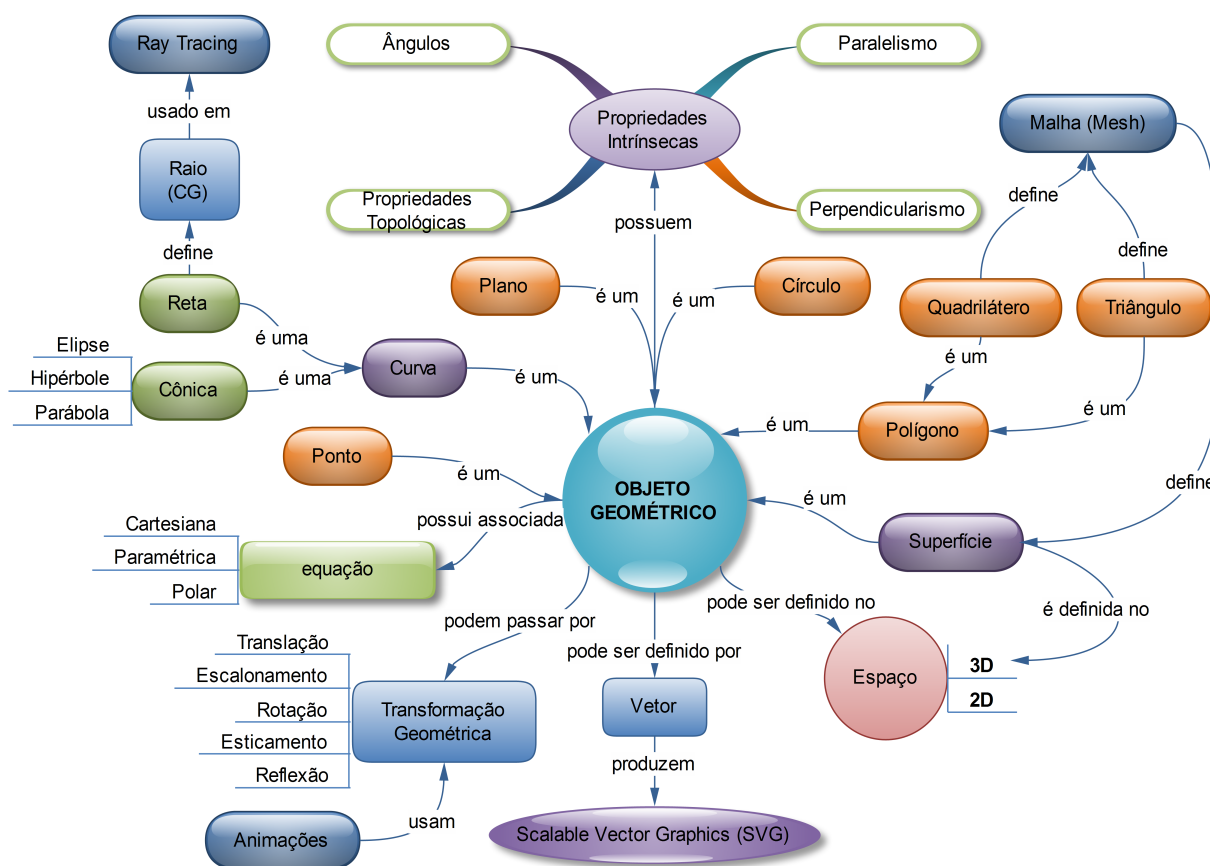 Ray Tracing
Ângulos
Paralelismo
usado em
Propriedades
Intrínsecas
Malha (Mesh)
Raio
(CG)
Propriedades
Topológicas
Perpendicularismo
define
define
possuem
define
Plano
Círculo
Reta
é um
é um
Quadrilátero
Triângulo
é uma
Elipse
Hipérbole
Parábola
Cônica
é uma
Curva
é um
é um
é um
Polígono
é um
Ponto
é um
OBJETO
GEOMÉTRICO
define
é um
Superfície
possui associada
Cartesiana
Paramétrica
Polar
equação
pode ser definido no
é definida no
podem passar por
pode ser definido por
Translação
Escalonamento
Rotação
Esticamento
Reflexão
Transformação
Geométrica
Vetor
Espaço
3D
2D
produzem
usam
Animações
Scalable Vector Graphics (SVG)